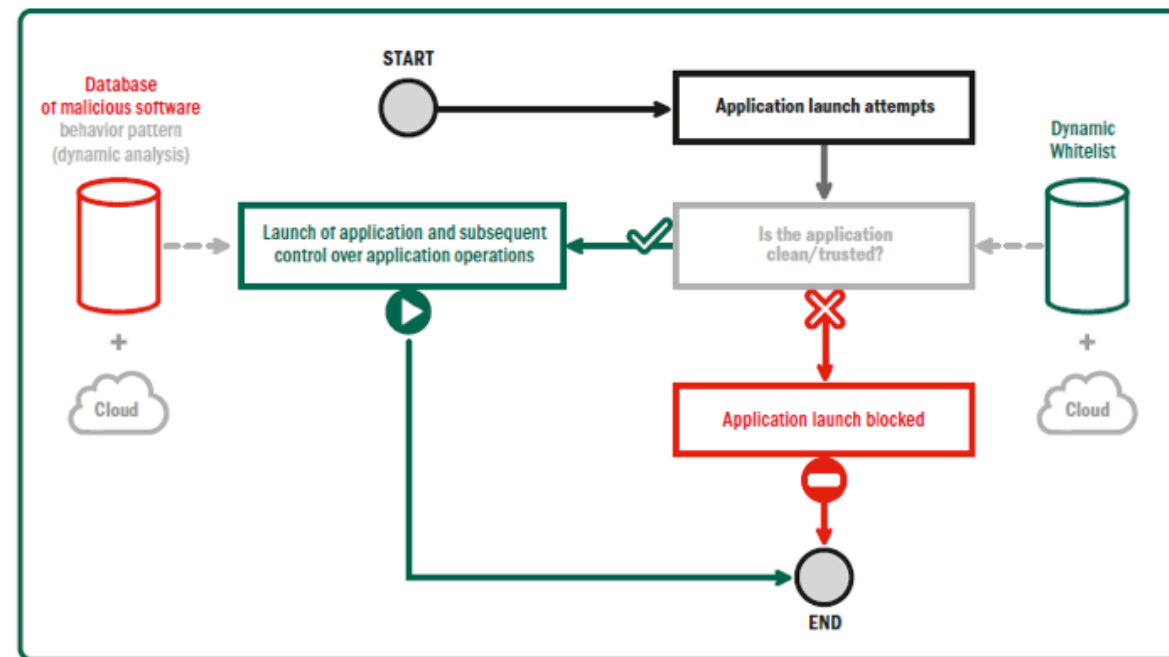 START
Database
of malicious software
behavior pattern
(dynamic analysis)
Application launch attempts
Dynamic
Whitelist
Launch of application and subsequent
control over application operations
Is the application
clean/trusted?
+
Cloud
Application launch blocked
+
Cloud
END